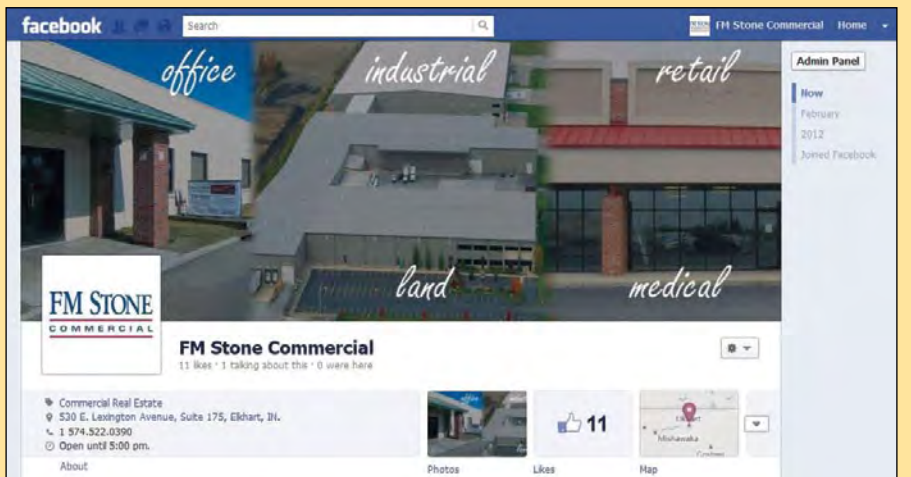 facebook Search FM Stone Commercial Home
office industrial retail
Admin Panel
Now
February
2012
Joined Facebook
land medical
FM STONE
COMMERCIAL
FM Stone Commercial
11 likes · 1 talking about this · 0 were here
Commercial Real Estate
530 E. Lexington Avenue, Suite 175, Elkhart, IN.
1 574.522.0390
Open until 5:00 pm.
About
11
Mishawaka
Photos Likes Map